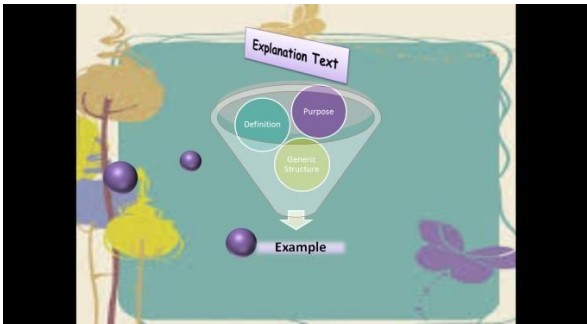 Explanation Text
Purpose
Definition
Generic
Structure
Example